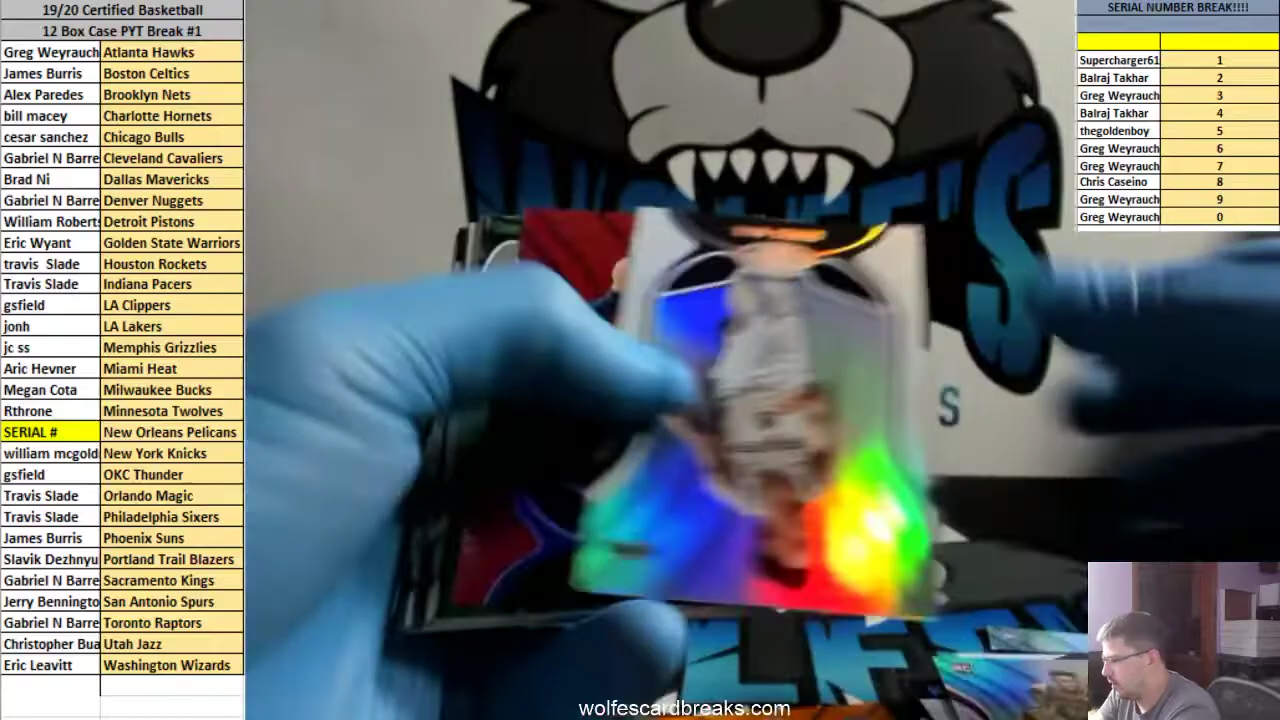 19/20 Certified Basketball
12 Box Case PYT Break #1
Greg Weyrauch Atlanta Hawks
James Burris Boston Celtics
Alex Paredes Brooklyn Nets
bill macey Charlotte Hornets
cesar sanchez Chicago Bulls
Gabriel N Barre Cleveland Cavaliers
Brad Ni Dallas Mavericks
Gabriel N Barre Denver Nuggets
William Roberts Detroit Pistons
Eric Wyant Golden State Warriors
travis Slade Houston Rockets
Travis Slade Indiana Pacers
gsfield LA Clippers
jonh LA Lakers
jc ss Memphis Grizzlies
Aric Hevner Miami Heat
Megan Cota Milwaukee Bucks
Rthrone Minnesota Twolves
SERIAL # New Orleans Pelicans
william mcgold New York Knicks
gsfield OKC Thunder
Travis Slade Orlando Magic
Travis Slade Philadelphia Sixers
James Burris Phoenix Suns
Slavik Dezhnyu Portland Trail Blazers
Gabriel N Barre Sacramento Kings
Jerry Benningto San Antonio Spurs
Gabriel N Barre Toronto Raptors
Christopher Bua Utah Jazz
Eric Leavitt Washington Wizards
SERIAL NUMBER BREAK!!!!
Supercharger61 1
Balraj Takhar 2
Greg Weyrauch 3
Balraj Takhar 4
thegoldenboy 5
Greg Weyrauch 6
Greg Weyrauch 7
Chris Caseino 8
Greg Weyrauch 9
Greg Weyrauch 0
WOLFE'S
S
wolfescardbreaks.com